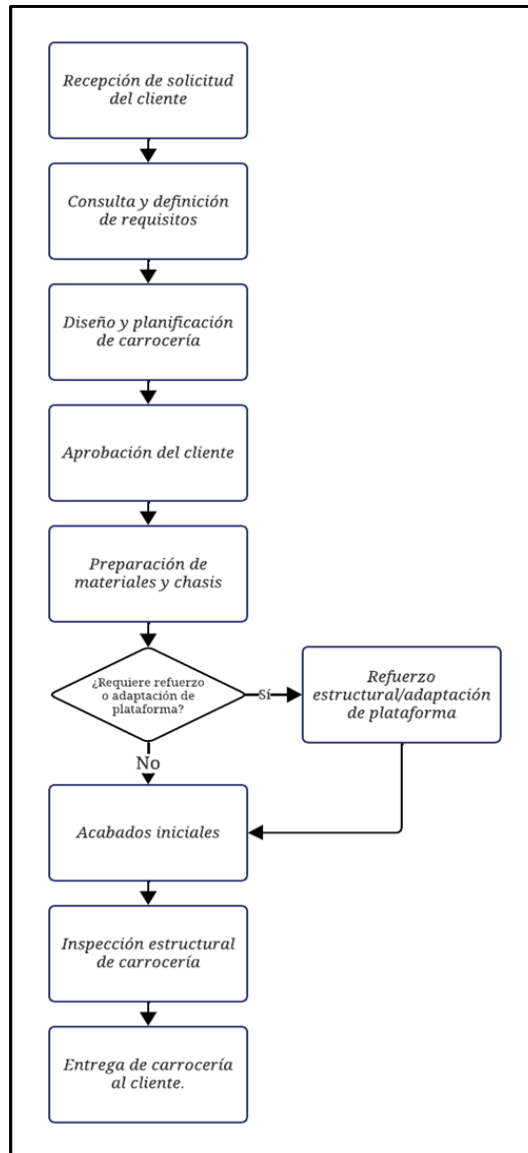 Recepción de solicitud
del cliente
Consulta y definición
de requisitos
Diseño y planificación
de carrocería
Aprobación del cliente
Preparación de
materiales y chasis
¿Requiere refuerzo
o adaptación de
plataforma?
Sí
Refuerzo
estructural/adaptación
de plataforma
No
Acabados iniciales
Inspección estructural
de carrocería
Entrega de carrocería
al cliente.